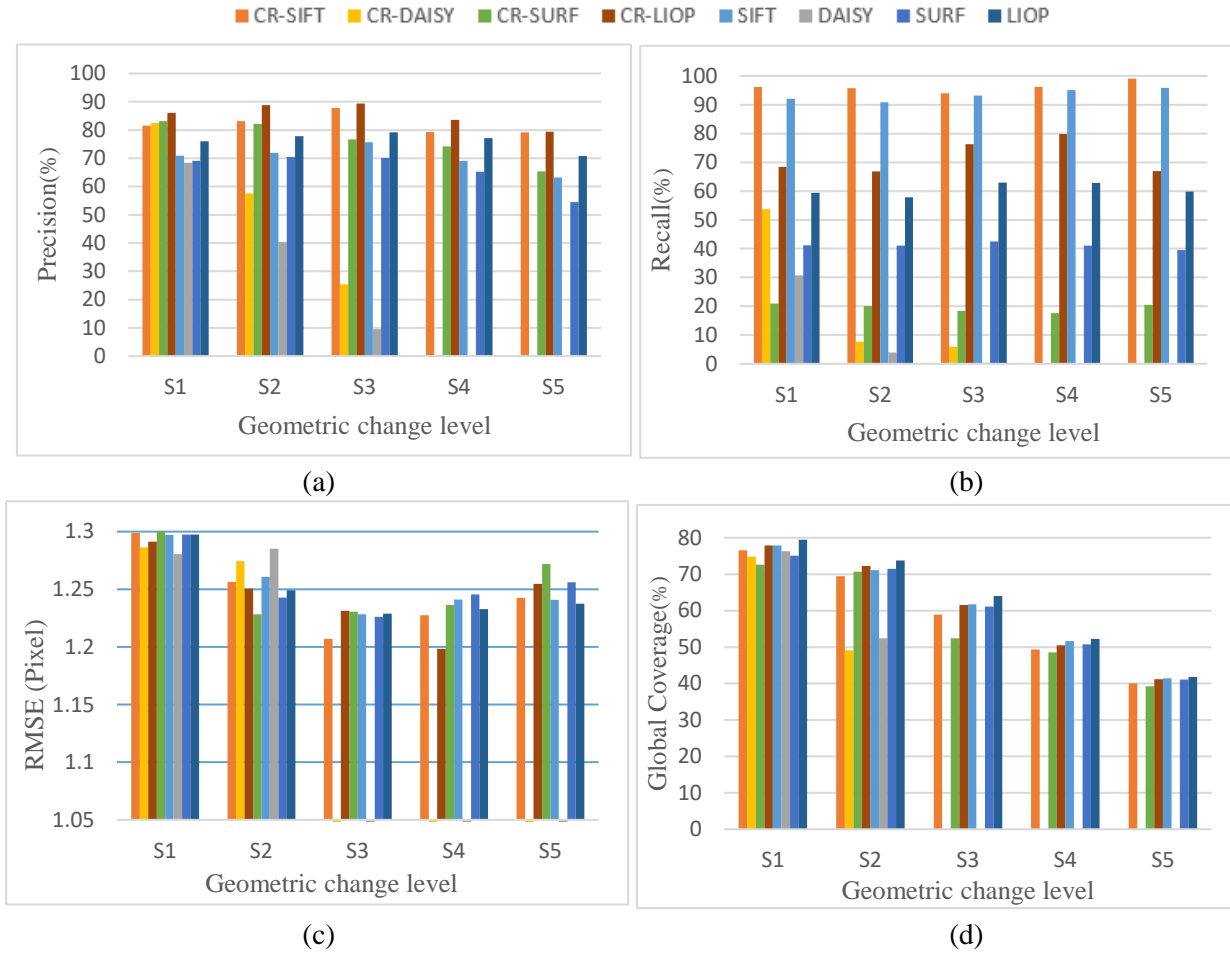 CR-SIFT CR-DAISY CR-SURF CR-LIOP SIFT DAISY SURF LIOP
100
90
80
70
60
50
40
30
20
10
0
Precision(%)
S1 S2 S3 S4 S5
Geometric change level
(a)
100
90
80
70
60
50
40
30
20
10
0
Recall(%)
S1 S2 S3 S4 S5
Geometric change level
(b)
1.3
1.25
1.2
1.15
1.1
1.05
RMSE (Pixel)
S1 S2 S3 S4 S5
Geometric change level
(c)
80
70
60
50
40
30
20
10
0
Global Coverage(%)
S1 S2 S3 S4 S5
Geometric change level
(d)